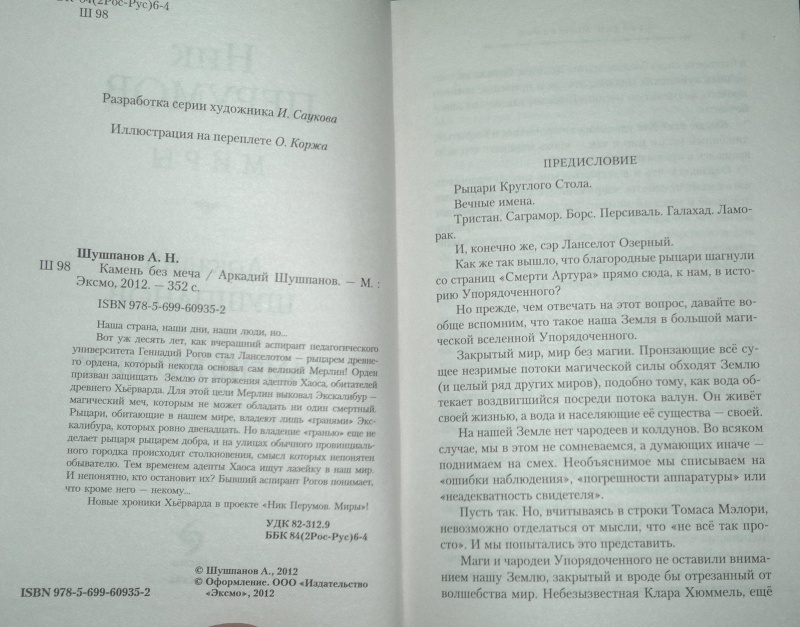 ББК 84(2Рос-Рус)6-4
Ш 98
Разработка серии художника И. Саукова
Иллюстрация на переплете О. Коржа
Шушпанов А. Н.
Ш 98
Камень без меча / Аркадий Шушпанов. — М. :
Эксмо, 2012. — 352 с.
ISBN 978-5-699-60935-2
Наша страна, наши дни, наши люди, но...
Вот уж десять лет, как вчерашний аспирант педагогического
университета Геннадий Рогов стал Ланселотом — рыцарем древне-
го ордена, который некогда основал сам великий Мерлин! Орден
призван защищать Землю от вторжения адептов Хаоса, обитателей
древнего Хьёрварда. Для этой цели Мерлин выковал Экскалибур —
магический меч, которым не может обладать ни один смертный.
Рыцари, обитающие в нашем мире, владеют лишь «гранями» Экс-
калибура, которых ровно двенадцать. Но владение «гранью» еще не
делает рыцаря рыцарем добра, и на улицах обычного провинциаль-
ного городка происходят столкновения, смысл которых непонятен
обывателю. Тем временем адепты Хаоса ищут лазейку в наш мир.
И непонятно, кто остановит их? Бывший аспирант Рогов понимает,
что кроме него — некому...
Новые хроники Хьёрварда в проекте «Ник Перумов. Миры»!
УДК 82-312.9
ББК 84(2Рос-Рус)6-4
© Шушпанов А., 2012
© Оформление. ООО «Издательство
«Эксмо», 2012
ISBN 978-5-699-60935-2
ПРЕДИСЛОВИЕ
Рыцари Круглого Стола.
Вечные имена.
Тристан. Саграмор. Борс. Персиваль. Галахад. Ламо-
рак.
И, конечно же, сэр Ланселот Озерный.
Как же так вышло, что благородные рыцари шагнули
со страниц «Смерти Артура» прямо сюда, к нам, в исто-
рию Упорядоченного?
Но прежде, чем отвечать на этот вопрос, давайте во-
обще вспомним, что такое наша Земля в большой маги-
ческой вселенной Упорядоченного.
Закрытый мир, мир без магии. Пронзающие всё су-
щее незримые потоки магической силы обходят Землю
(и целый ряд других миров), подобно тому, как вода об-
текает воздвигшийся посреди потока валун. Он живёт
своей жизнью, а вода и населяющие её существа — своей.
На нашей Земле нет чародеев и колдунов. Во всяком
случае, мы в этом не сомневаемся, а думающих иначе —
поднимаем на смех. Необъяснимое мы списываем на
«ошибки наблюдения», «погрешности аппаратуры» или
«неадекватность свидетеля».
Пусть так. Но, вчитываясь в строки Томаса Мэлори,
невозможно отделаться от мысли, что «не всё так про-
сто». И мы попытались это представить.
Маги и чародеи Упорядоченного не оставили внима-
нием нашу Землю, закрытый и вроде бы отрезанный от
волшебства мир. Небезызвестная Клара Хюммель, ещё